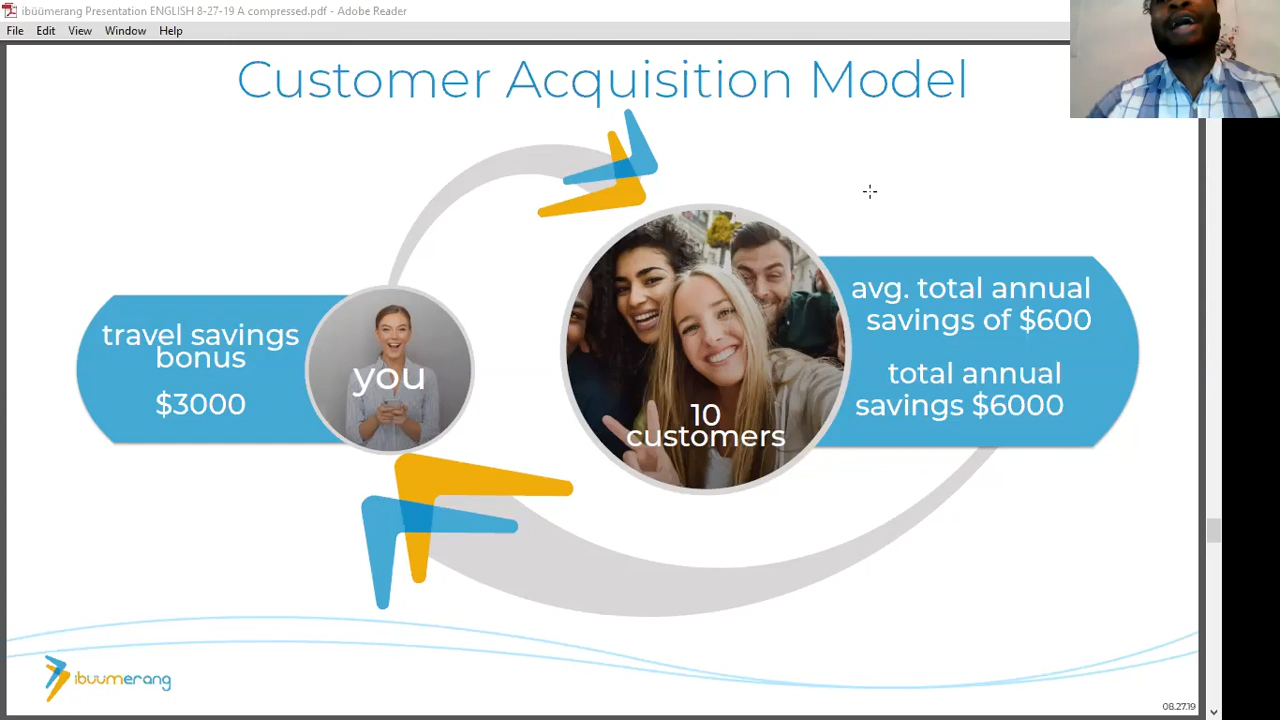 ibüümerang Presentation ENGLISH 8-27-19 A compressed.pdf - Adobe Reader
File Edit View Window Help
Customer Acquisition Model
travel savings
bonus
$3000
you
10
customers
avg. total annual
savings of $600
total annual
savings $6000
ibuumerang
08.27.19